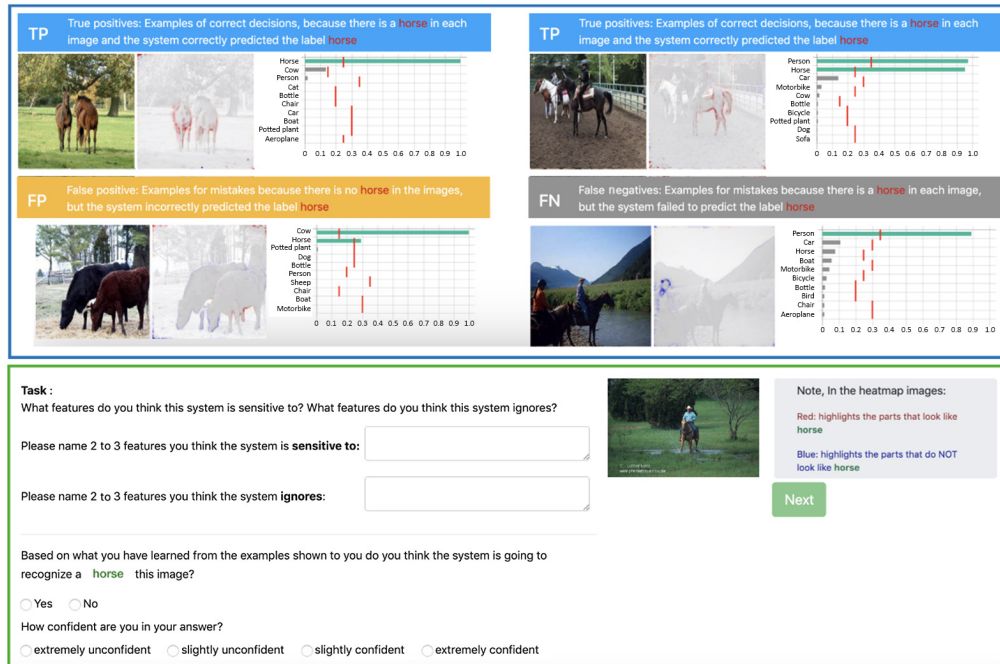 TP
True positives: Examples of correct decisions, because there is a horse in each
image and the system correctly predicted the label horse
Horse
Cow
Person
Cat
Bottle
Chair
Car
Boat
Potted plant
Aeroplane
0 0.1 0.2 0.3 0.4 0.5 0.6 0.7 0.8 0.9 1.0
TP
True positives: Examples of correct decisions, because there is a horse in each
image and the system correctly predicted the label horse
Person
Horse
Car
Motorbike
Cow
Bottle
Bicycle
Potted plant
Dog
Sofa
0 0.1 0.2 0.3 0.4 0.5 0.6 0.7 0.8 0.9 1.0
FP
False positive: Examples for mistakes because there is no horse in the images,
but the system incorrectly predicted the label horse
Cow
Horse
Potted plant
Dog
Bottle
Person
Sheep
Chair
Boat
Motorbike
0 0.1 0.2 0.3 0.4 0.5 0.6 0.7 0.8 0.9 1.0
FN
False negatives: Examples for mistakes because there is a horse in each image,
but the system failed to predict the label horse
Person
Car
Horse
Boat
Motorbike
Bicycle
Bottle
Bird
Chair
Aeroplane
0 0.1 0.2 0.3 0.4 0.5 0.6 0.7 0.8 0.9 1.0
Task :
What features do you think this system is sensitive to? What features do you think this system ignores?
Please name 2 to 3 features you think the system is sensitive to:
Please name 2 to 3 features you think the system ignores:
Based on what you have learned from the examples shown to you do you think the system is going to
recognize a horse this image?
Yes No
How confident are you in your answer?
extremely unconfident slightly unconfident slightly confident extremely confident
Note, In the heatmap images:
Red: highlights the parts that look like
horse
Blue: highlights the parts that do NOT
look like horse
Next